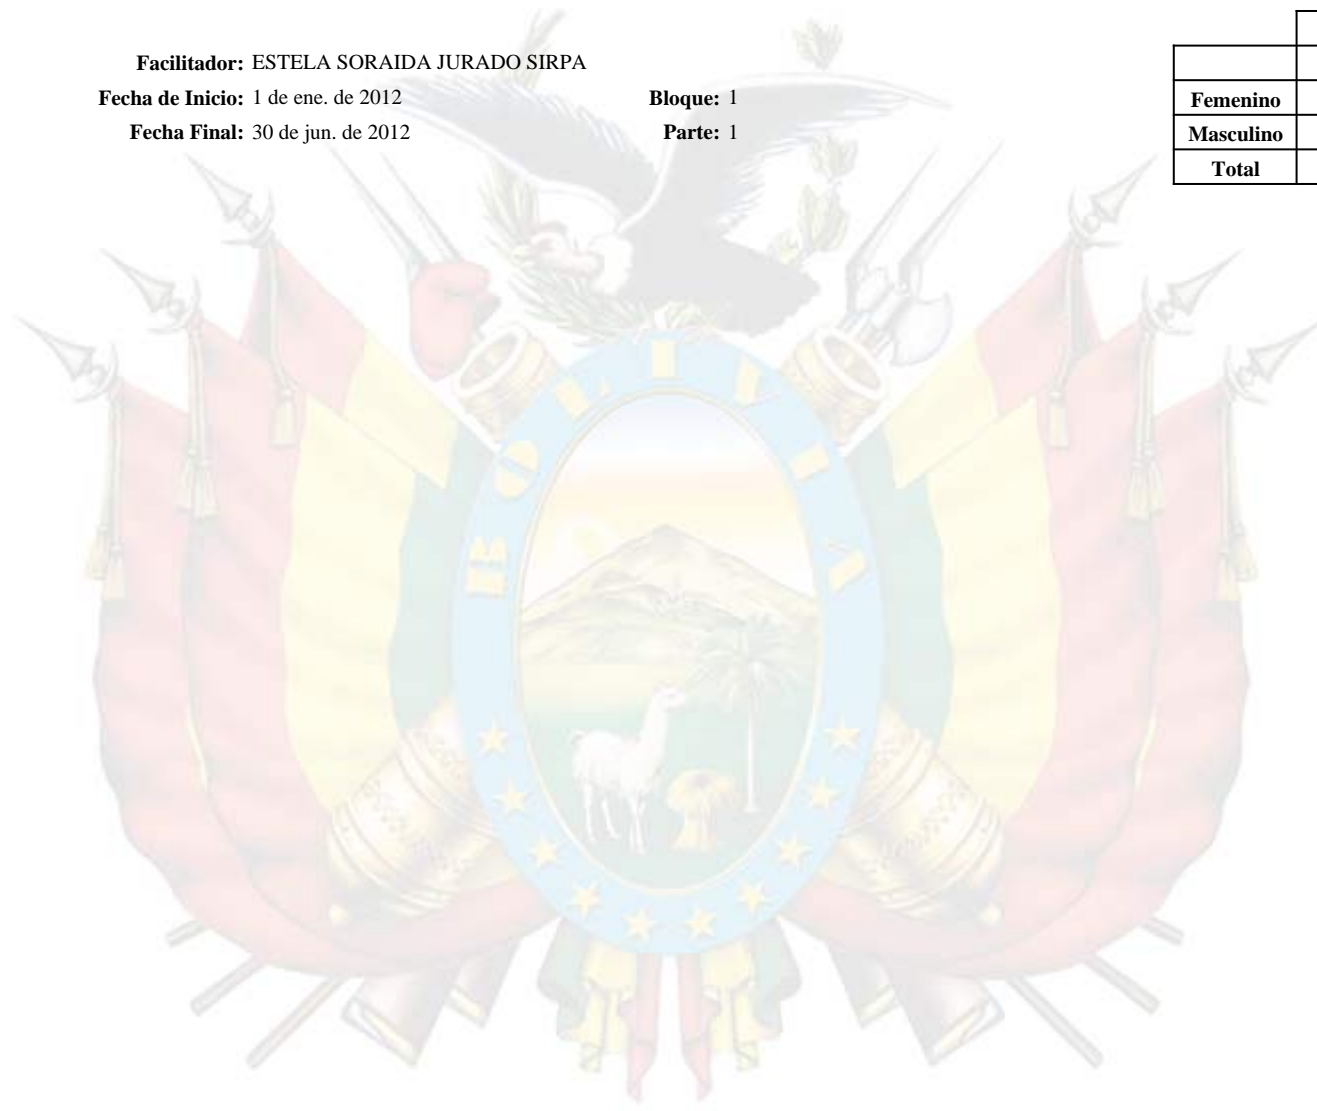 Facilitador: ESTELA SORAIDA JURADO SIRPA
Fecha de Inicio: 1 de ene. de 2012 Bloque: 1
Fecha Final: 30 de jun. de 2012 Parte: 1
Femenino
Masculino
Total
BOLIVIA